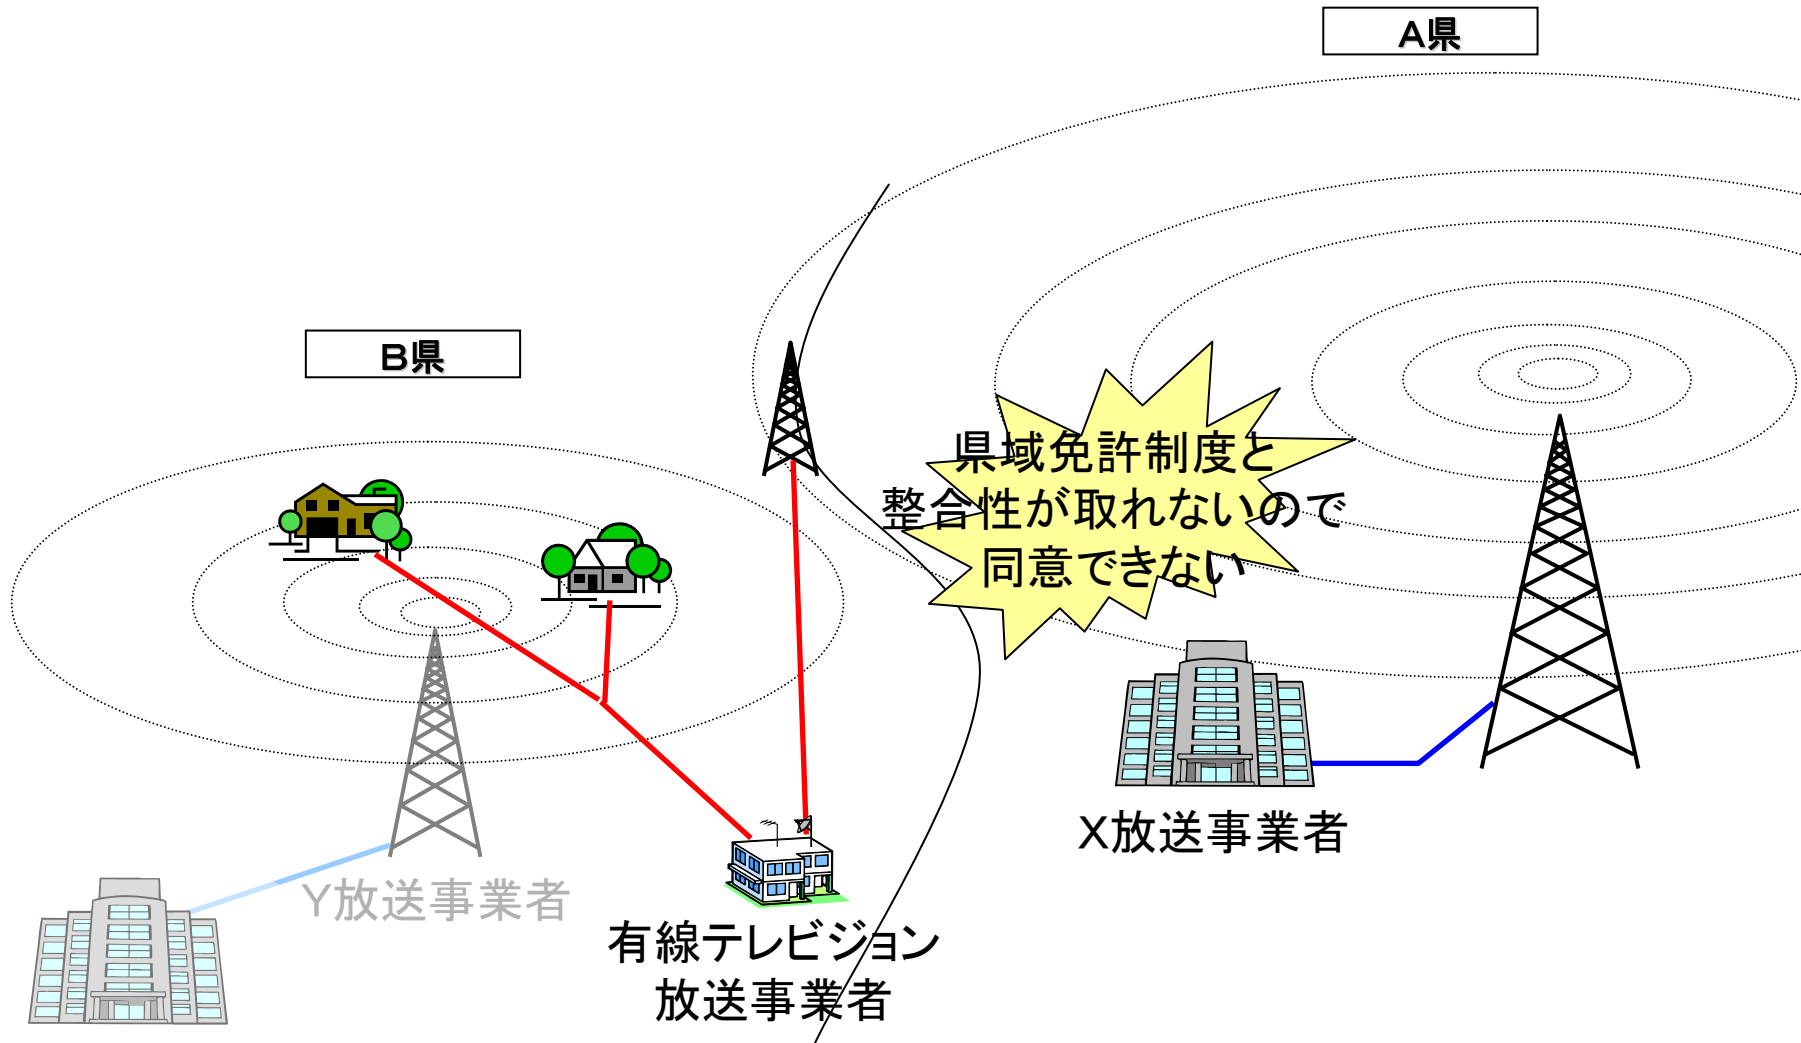 A県
B県
県域免許制度と
整合性が取れないので
同意できない
X放送事業者
Y放送事業者
有線テレビジョン
放送事業者